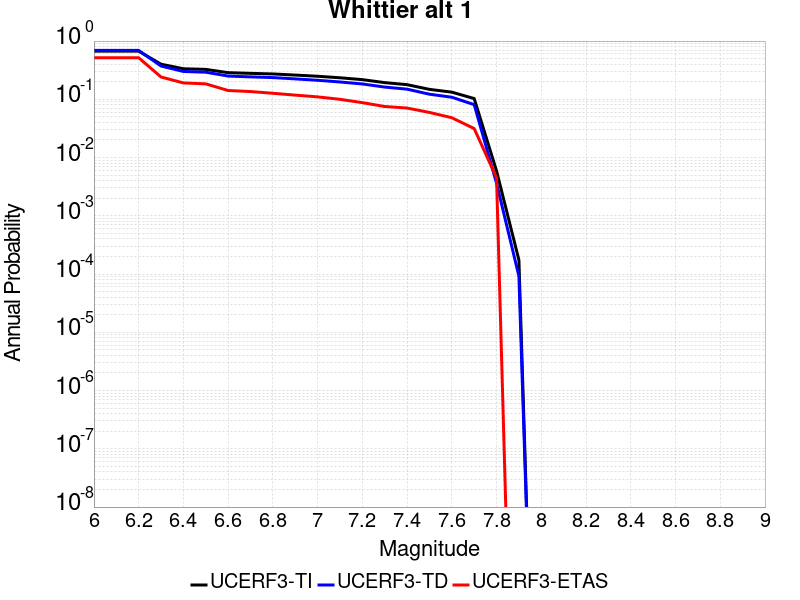 Whittier alt 1
10^0
10^-1
10^-2
10^-3
10^-4
10^-5
10^-6
10^-7
10^-8
Annual Probability
6 6.2 6.4 6.6 6.8 7 7.2 7.4 7.6 7.8 8 8.2 8.4 8.6 8.8 9
Magnitude
UCERF3-TI UCERF3-TD UCERF3-ETAS